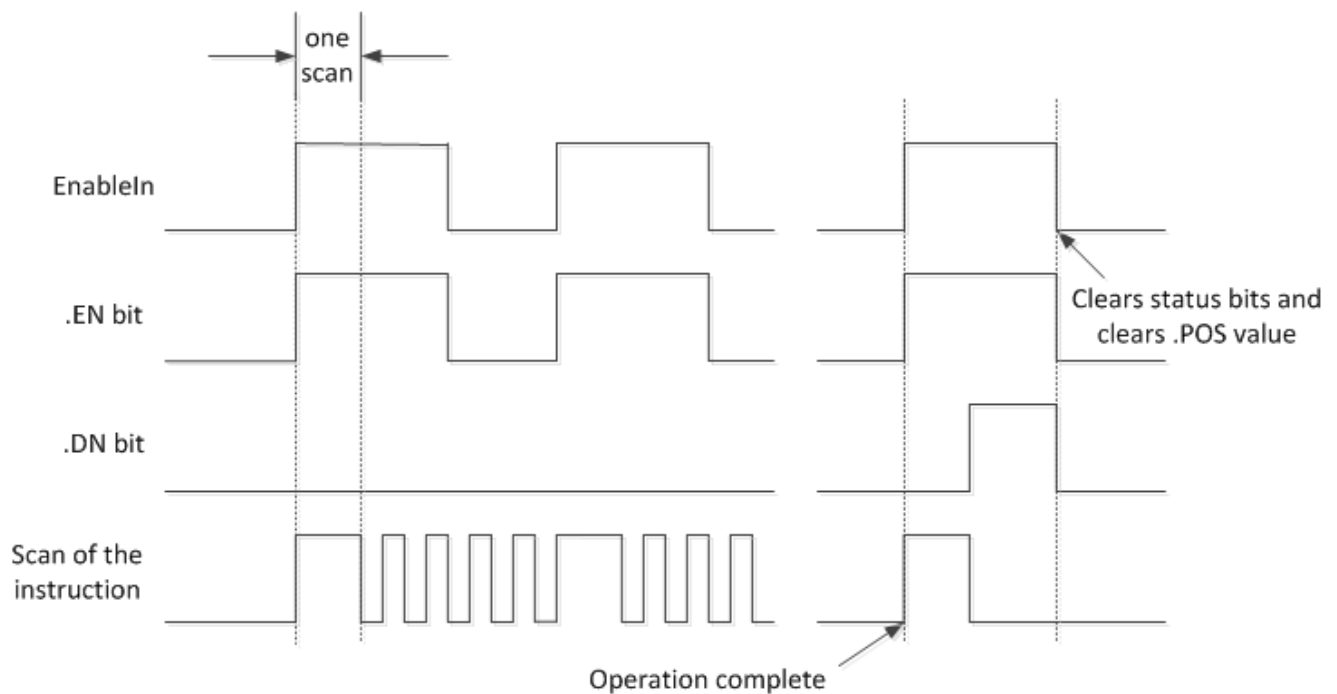 one
scan
EnableIn
.EN bit
Clears status bits and
clears .POS value
.DN bit
Scan of the
instruction
Operation complete